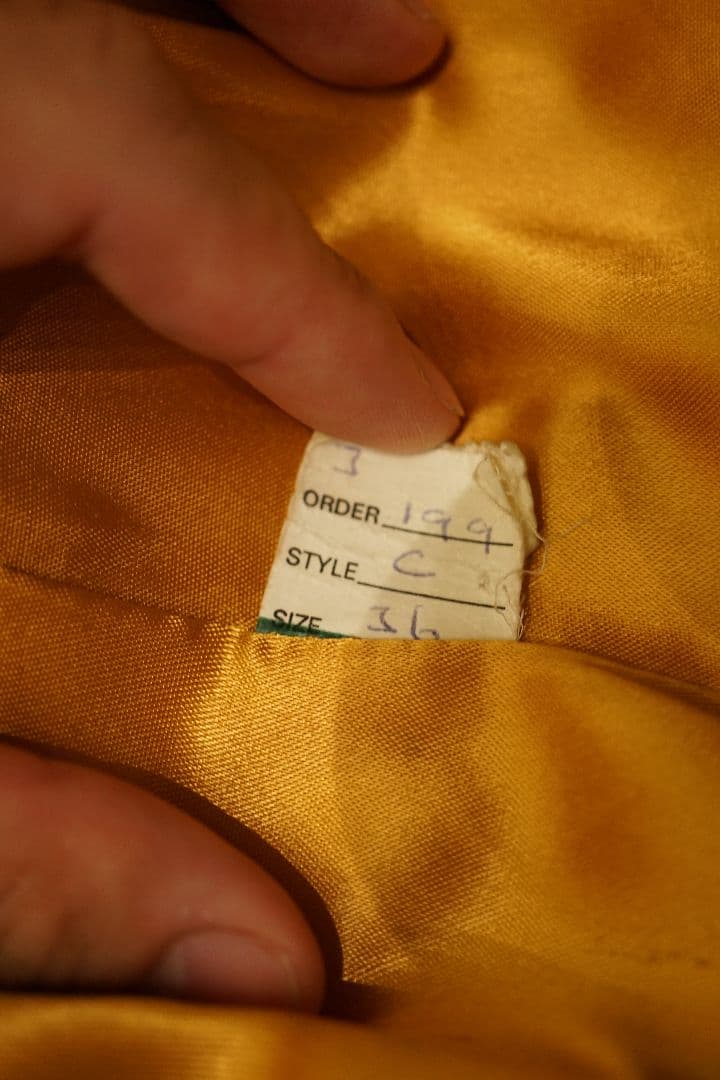 3
ORDER 199
STYLE C
SIZE 36